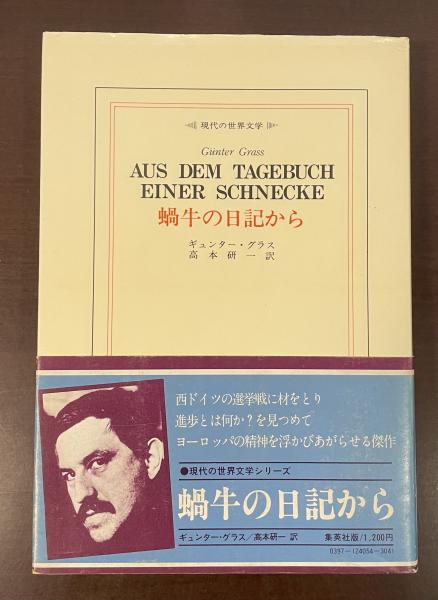 現代の世界文学
Günter Grass
AUS DEM TAGEBUCH
EINER SCHNECKE
蝸牛の日記から
ギュンター・グラス
高本研一訳
西ドイツの選挙戦に材をとり
進歩とは何か?を見つめて
ヨーロッパの精神を浮かびあがらせる傑作
●現代の世界文学シリーズ
蝸牛の日記から
ギュンター・グラス/高本研一 訳 集英社版/1,200円
0397-124054-3041